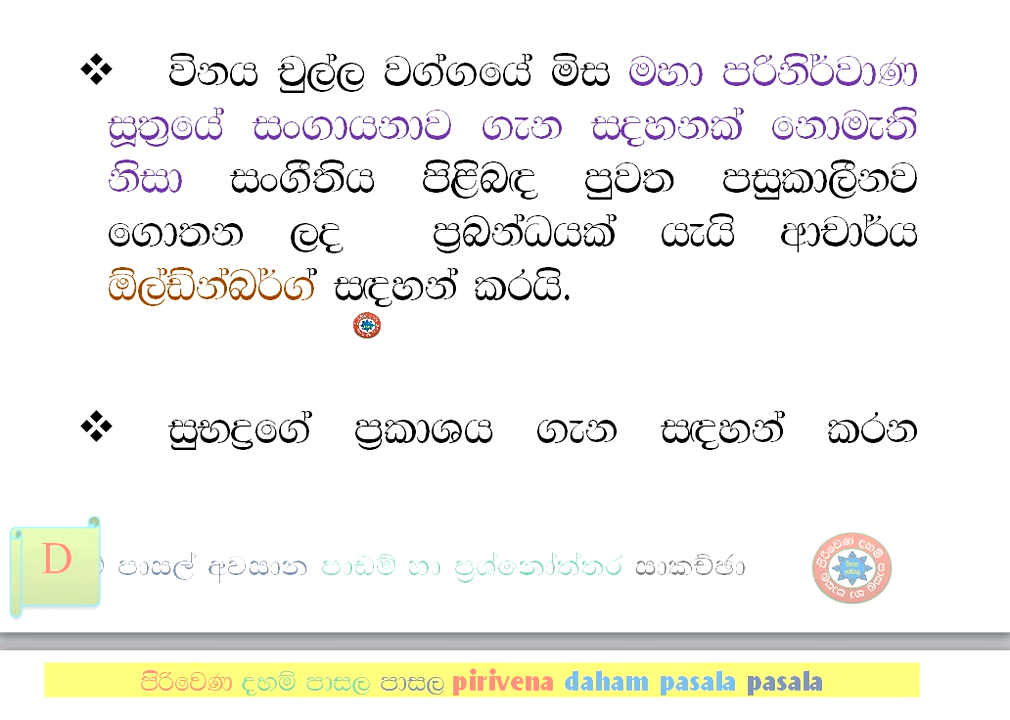 ❖ විනය චුල්ල වග්ගයේ මිස මහා පරිනිර්වාණ
සූත්‍රයේ සංගායනාව ගැන සදහනක් නොමැති
නිසා සංගීතිය පිළිබඳ පුවත පසුකාලීනව
ගොතන ලද ප්‍රබන්ධයක් යැයි ආචාර්ය
ඕල්ඩින්බර්ග් සඳහන් කරයි.
❖ සුභද්‍රගේ ප්‍රකාශය ගැන සඳහන් කරන
D පාසල් අවසාන පාඩම් හා ප්‍රශ්නෝත්තර සාකච්ඡා
පිරිවෙණ දහම් පාසල පාසල pirivena daham pasala pasala